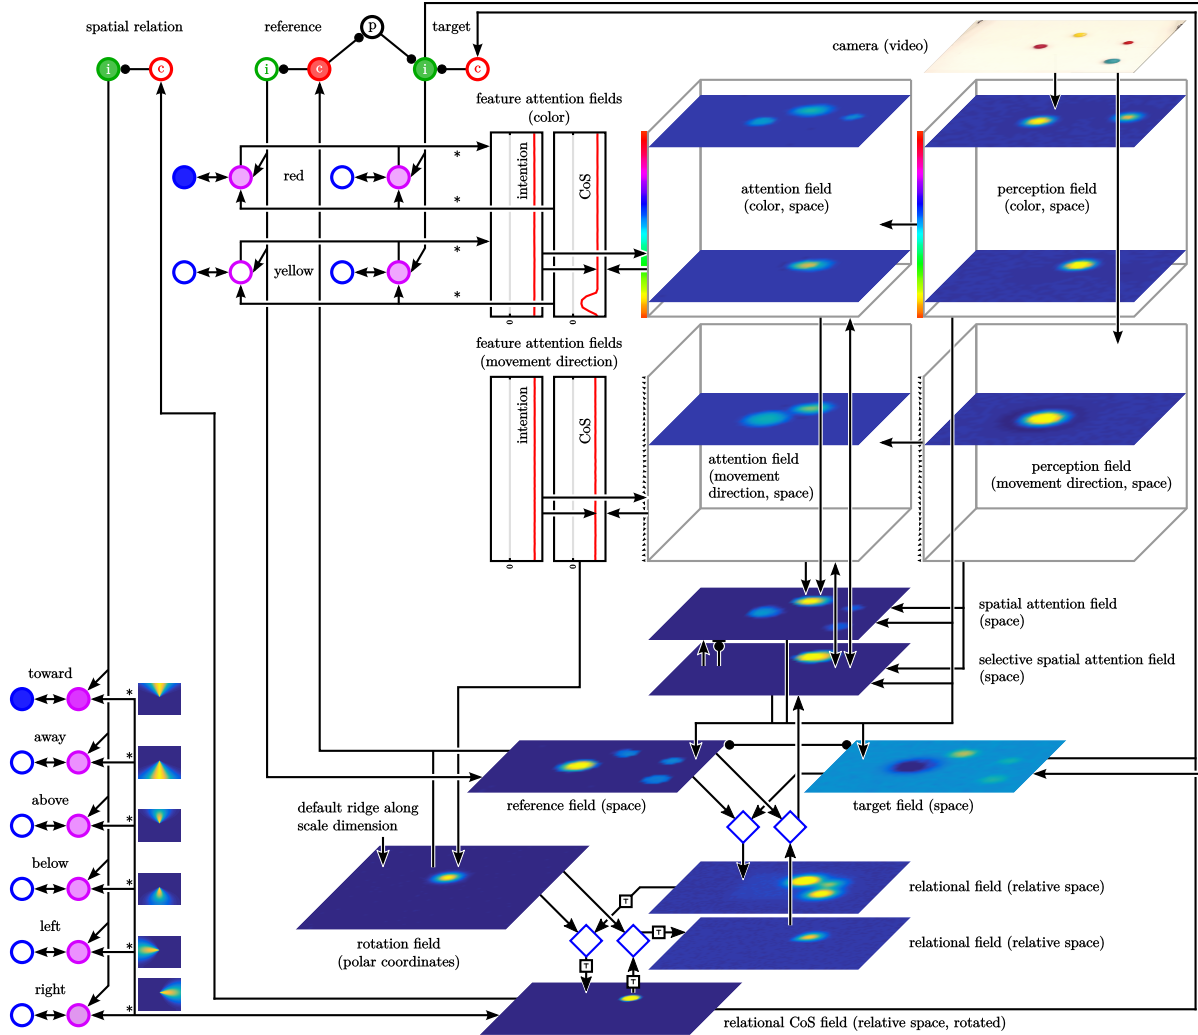 spatial relation
reference
target
p
i
c
i
c
i
c
camera (video)
feature attention fields
(color)
red
yellow
*
*
*
*
intention
CoS
0
0
attention field
(color, space)
perception field
(color, space)
feature attention fields
(movement direction)
intention
CoS
0
0
attention field
(movement
direction, space)
perception field
(movement direction, space)
spatial attention field
(space)
selective spatial attention field
(space)
toward
*
away
*
above
*
below
*
left
*
right
*
reference field (space)
target field (space)
default ridge along
scale dimension
rotation field
(polar coordinates)
T
T
T
T
relational field (relative space)
relational field (relative space)
relational CoS field (relative space, rotated)